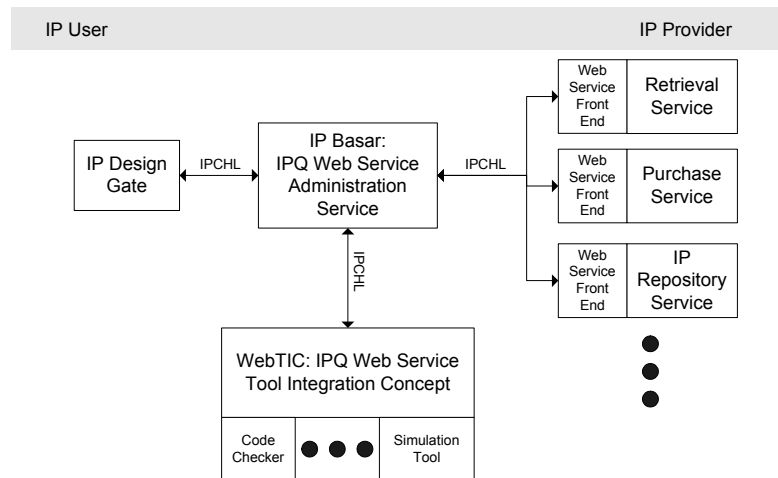 IP User
IP Provider
Web
Service
Front
End
Retrieval
Service
IP Design
Gate
IPCHL
IP Basar:
IPQ Web Service
Administration
Service
IPCHL
Web
Service
Front
End
Purchase
Service
IPCHL
Web
Service
Front
End
IP
Repository
Service
WebTIC: IPQ Web Service
Tool Integration Concept
Code
Checker
Simulation
Tool